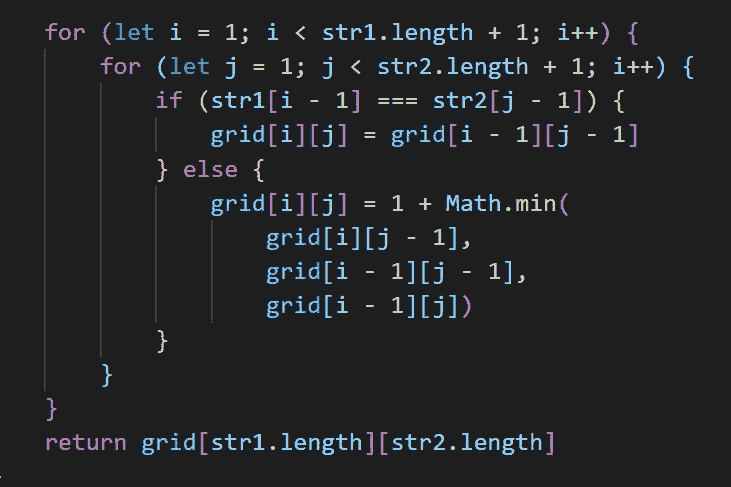 for (let i = 1; i < str1.length + 1; i++) {
    for (let j = 1; j < str2.length + 1; i++) {
        if (str1[i - 1] === str2[j - 1]) {
            grid[i][j] = grid[i - 1][j - 1]
        } else {
            grid[i][j] = 1 + Math.min(
                grid[i][j - 1],
                grid[i - 1][j - 1],
                grid[i - 1][j])
        }
    }
}
return grid[str1.length][str2.length]